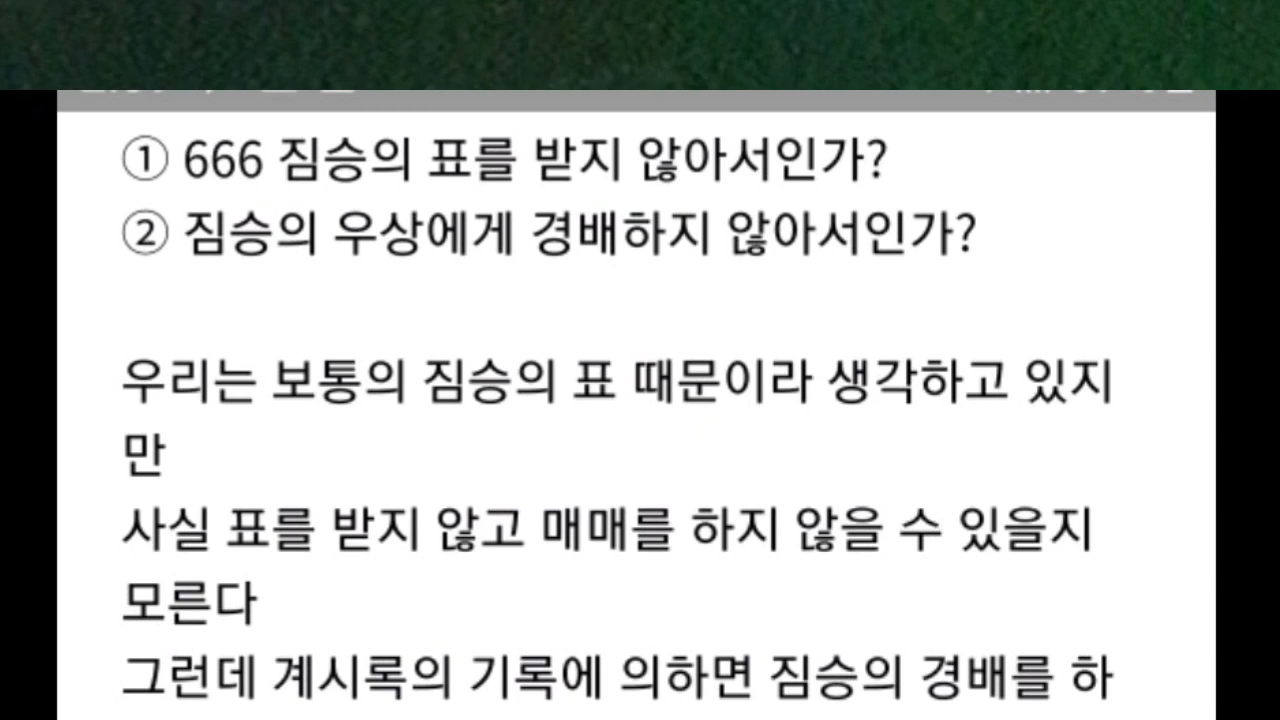 ① 666 짐승의 표를 받지 않아서인가?
② 짐승의 우상에게 경배하지 않아서인가?
우리는 보통의 짐승의 표 때문이라 생각하고 있지
만
사실 표를 받지 않고 매매를 하지 않을 수 있을지
모른다
그런데 계시록의 기록에 의하면 짐승의 경배를 하